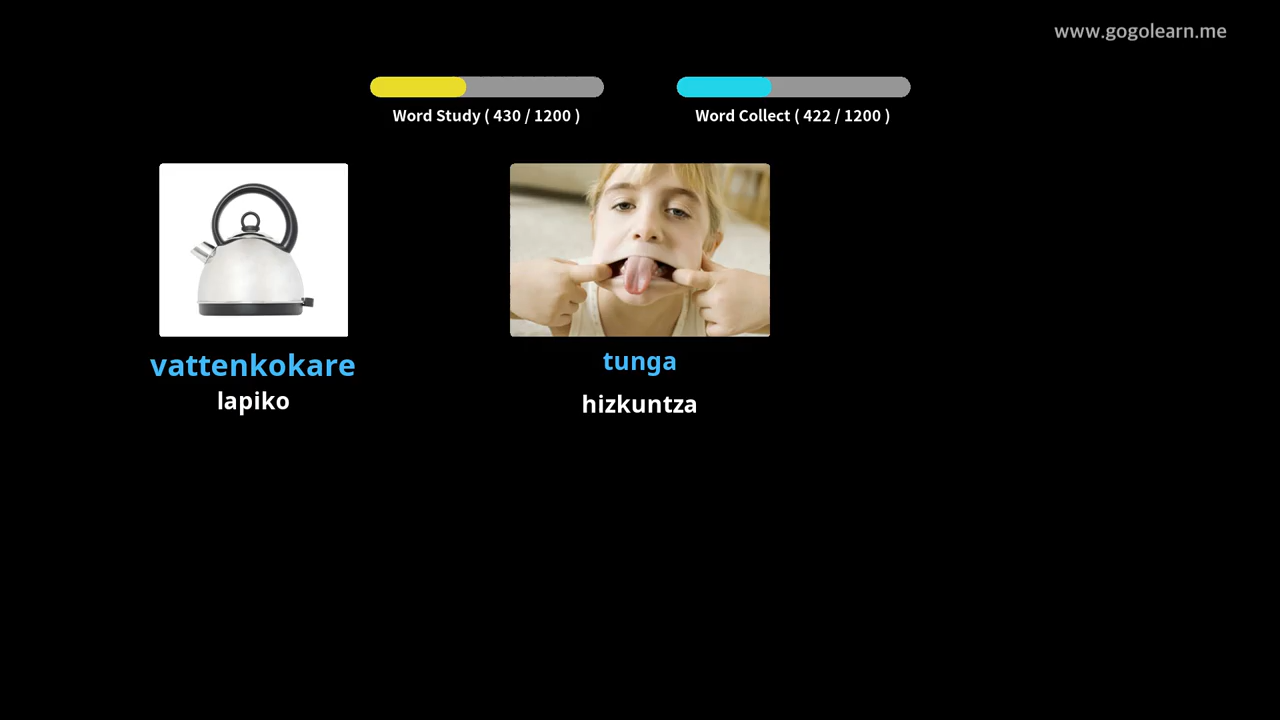 www.gogolearn.me
Word Study ( 430 / 1200 )
Word Collect ( 422 / 1200 )
vattenkokare
lapiko
tunga
hizkuntza